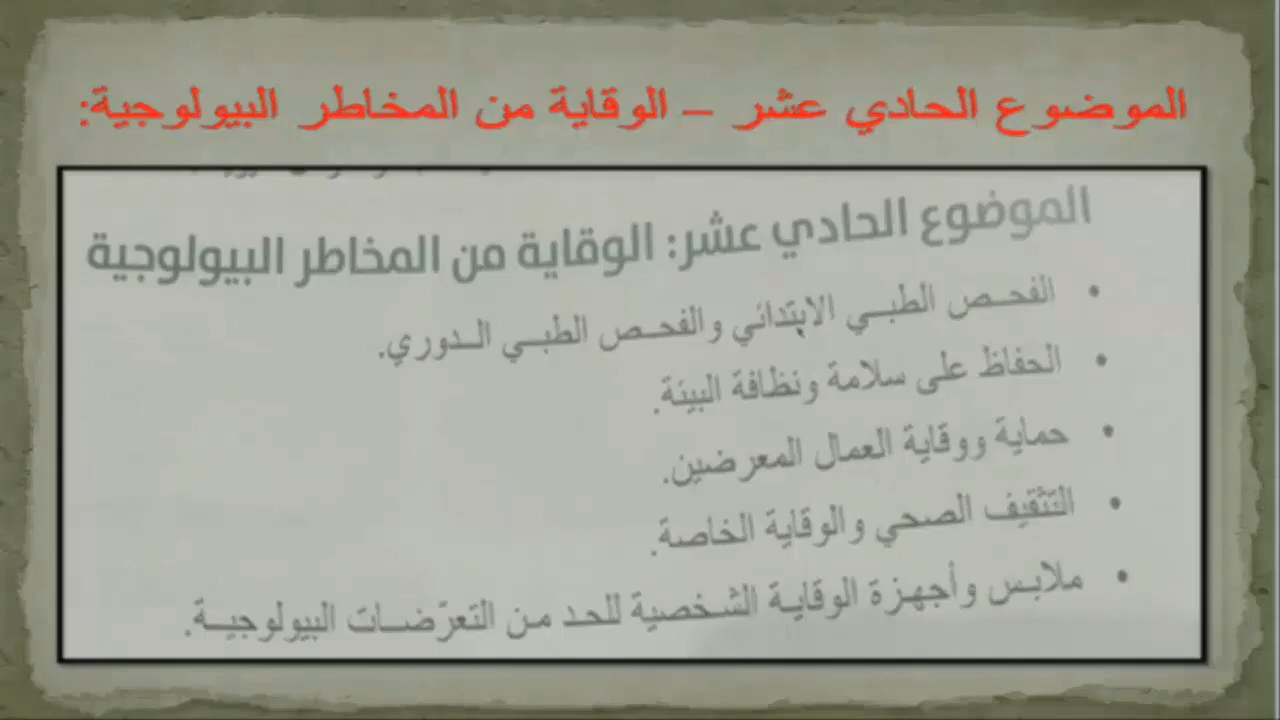 الموضوع الحادي عشر – الوقاية من المخاطر البيولوجية:
الموضوع الحادي عشر: الوقاية من المخاطر البيولوجية
• الفحص الطبي الابتدائي والفحص الطبي الدوري.
• الحفاظ على سلامة ونظافة البيئة.
• حماية ووقاية العمال المعرضين.
• التثقيف الصحي والوقاية الخاصة.
• ملابس وأجهزة الوقاية الشخصية للحد من التعرّضات البيولوجية.